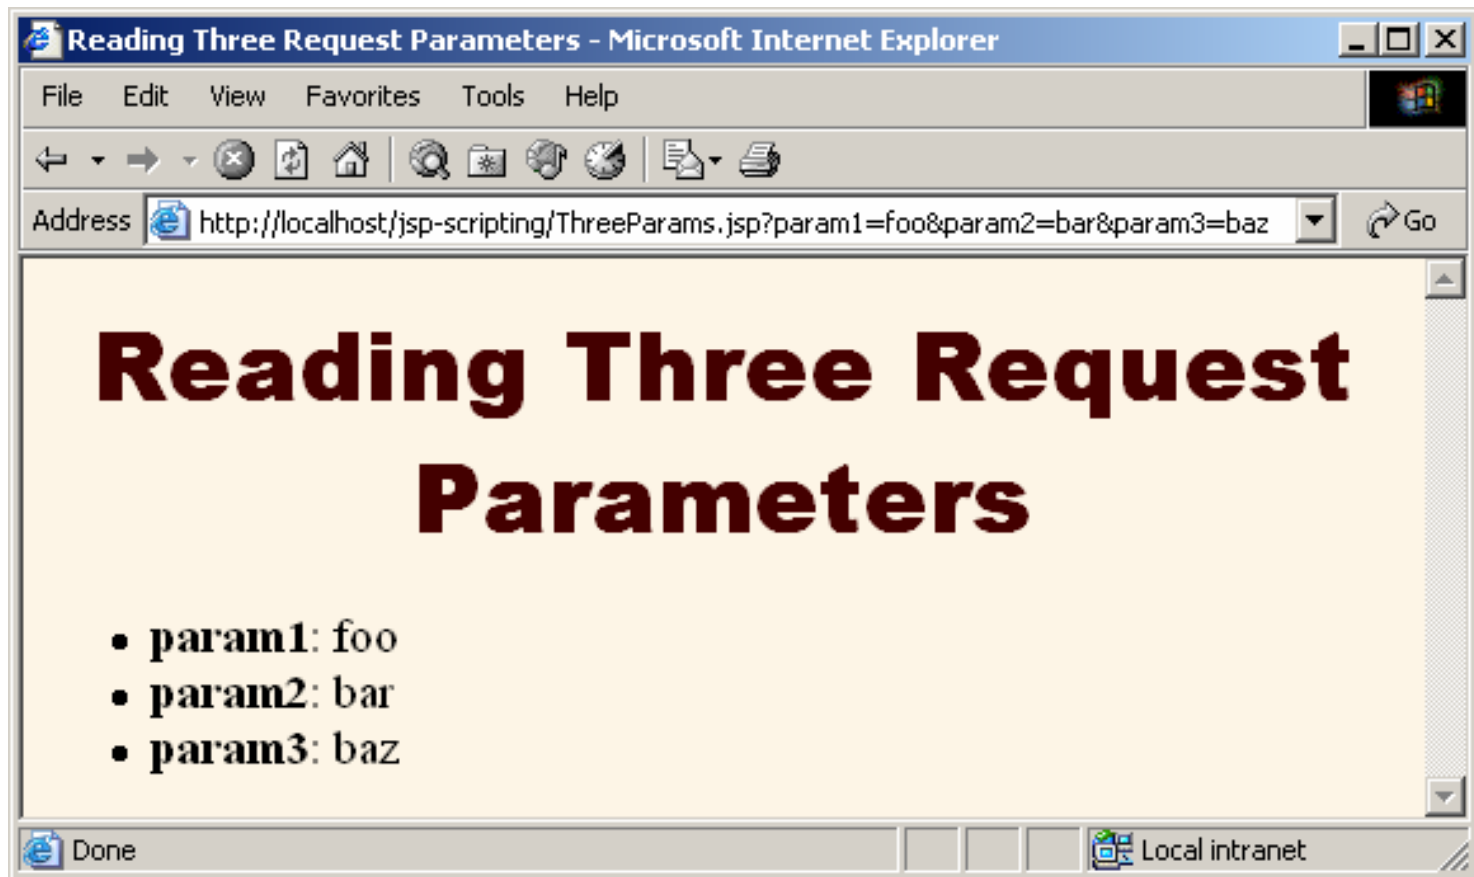 Reading Three Request Parameters - Microsoft Internet Explorer
File Edit View Favorites Tools Help
Address http://localhost/jsp-scripting/ThreeParams.jsp?param1=foo&param2=bar&param3=baz Go
Reading Three Request
Parameters
• param1: foo
• param2: bar
• param3: baz
Done Local intranet